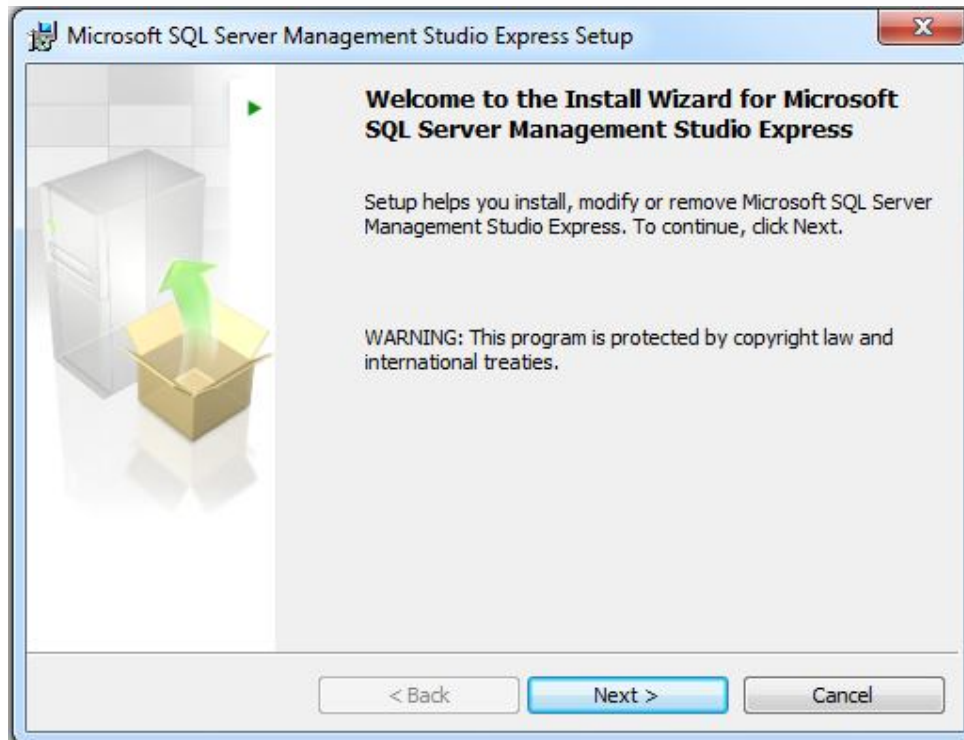 Microsoft SQL Server Management Studio Express Setup
Welcome to the Install Wizard for Microsoft
SQL Server Management Studio Express
Setup helps you install, modify or remove Microsoft SQL Server
Management Studio Express. To continue, click Next.
WARNING: This program is protected by copyright law and
international treaties.
< Back
Next >
Cancel